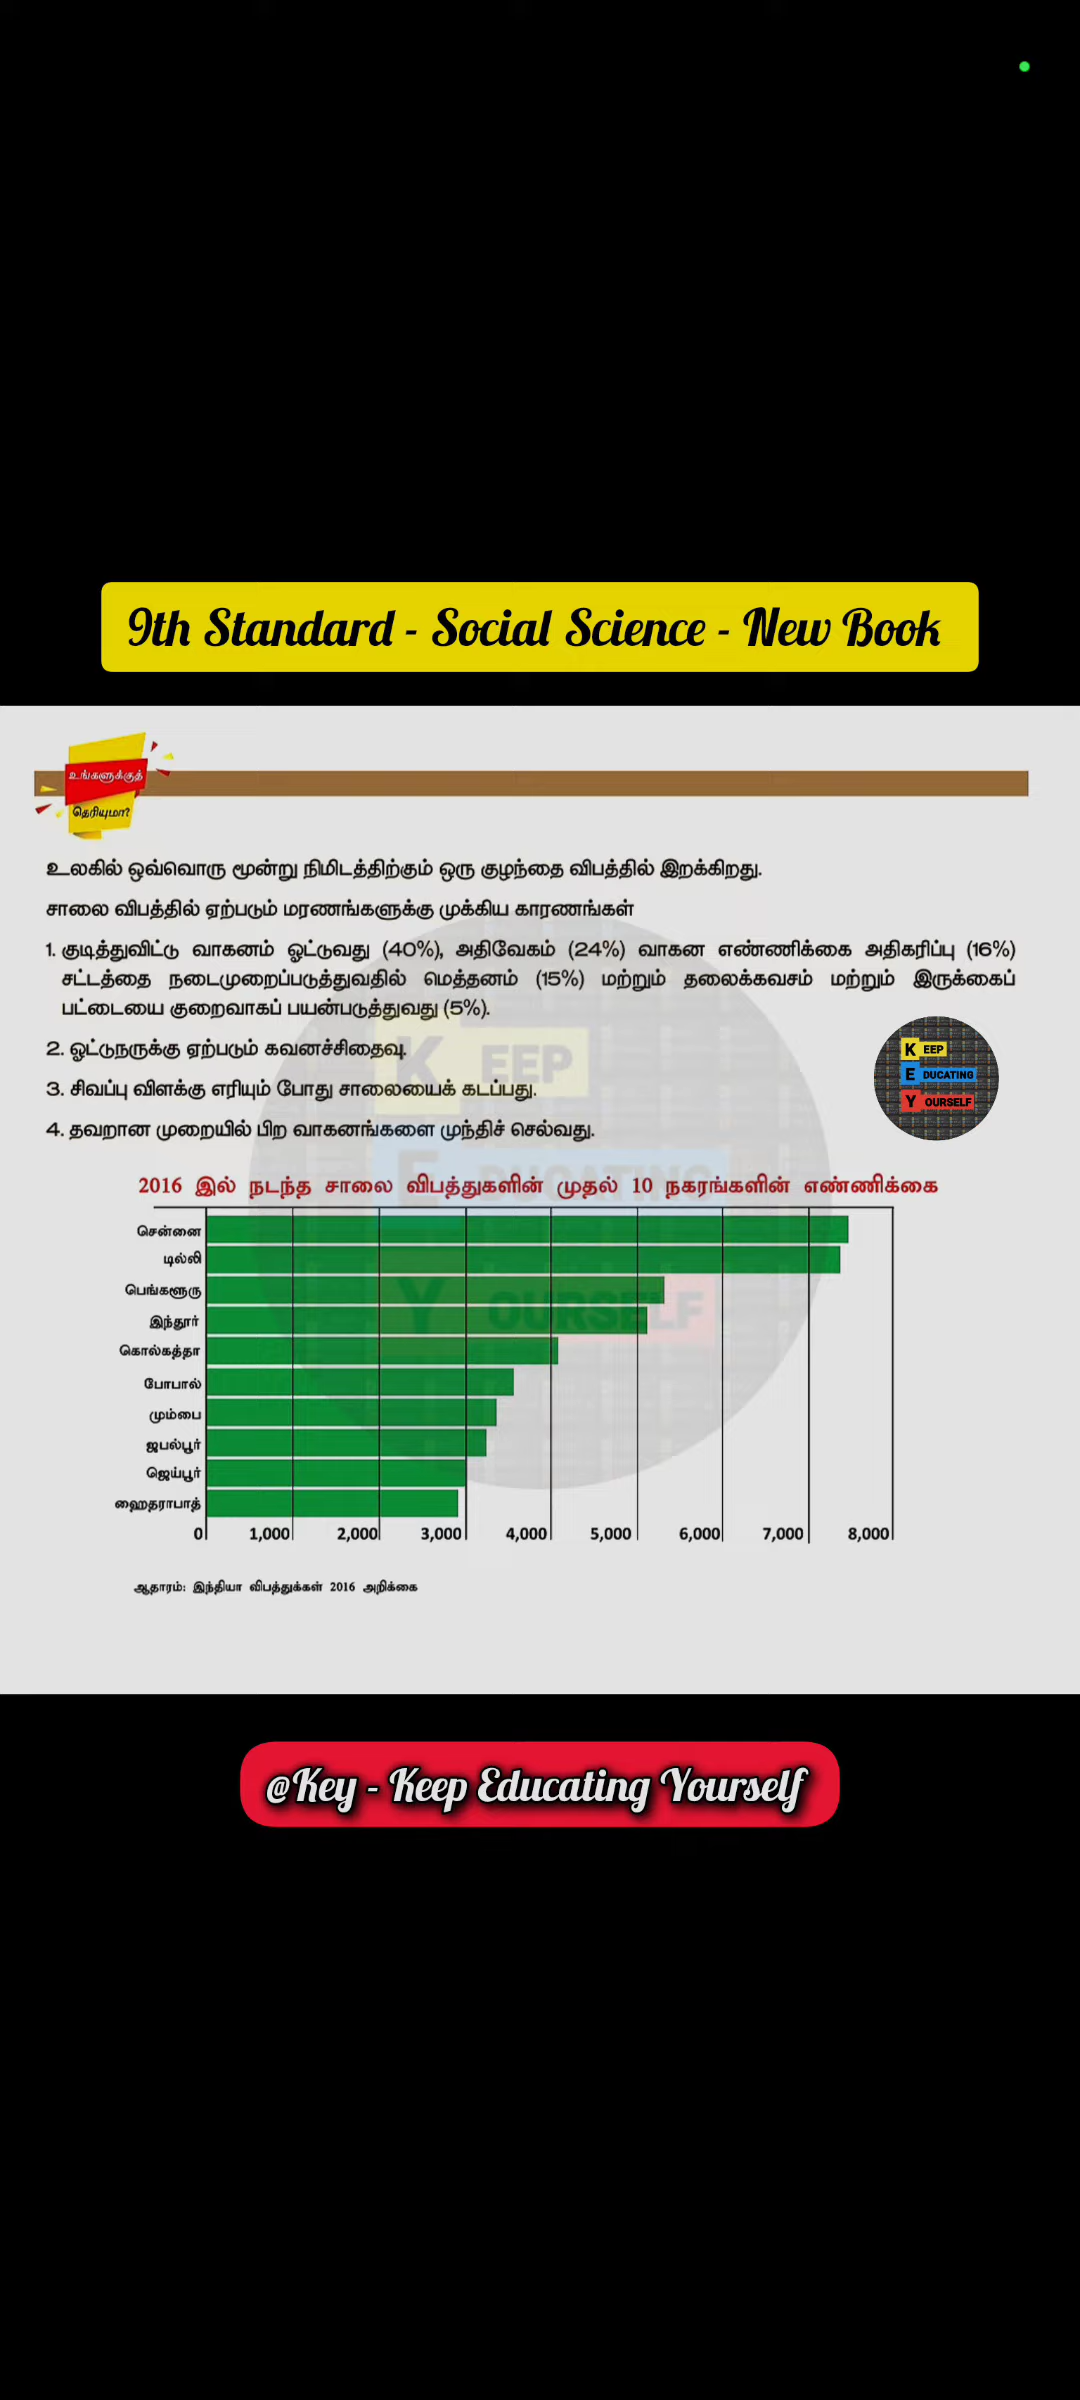 9th Standard - Social Science - New Book
உங்களுக்குத்
தெரியுமா?
உலகில் ஒவ்வொரு மூன்று நிமிடத்திற்கும் ஒரு குழந்தை விபத்தில் இறக்கிறது.
சாலை விபத்தில் ஏற்படும் மரணங்களுக்கு முக்கிய காரணங்கள்
1. குடித்துவிட்டு வாகனம் ஓட்டுவது (40%), அதிவேகம் (24%) வாகன எண்ணிக்கை அதிகரிப்பு (16%)
சட்டத்தை நடைமுறைப்படுத்துவதில் மெத்தனம் (15%) மற்றும் தலைக்கவசம் மற்றும் இருக்கைப்
பட்டையை குறைவாகப் பயன்படுத்துவது (5%).
2. ஓட்டுநருக்கு ஏற்படும் கவனச்சிதைவு.
3. சிவப்பு விளக்கு எரியும் போது சாலையைக் கடப்பது.
4. தவறான முறையில் பிற வாகனங்களை முந்திச் செல்வது.
K EEP
E DUCATING
Y OURSELF
K EEP
E DUCATING
Y OURSELF
2016 இல் நடந்த சாலை விபத்துகளின் முதல் 10 நகரங்களின் எண்ணிக்கை
சென்னை
டில்லி
பெங்களூரு
இந்தூர்
கொல்கத்தா
போபால்
மும்பை
ஜபல்பூர்
ஜெய்பூர்
ஹைதராபாத்
0 1,000 2,000 3,000 4,000 5,000 6,000 7,000 8,000
ஆதாரம்: இந்தியா விபத்துக்கள் 2016 அறிக்கை
@Key - Keep Educating Yourself